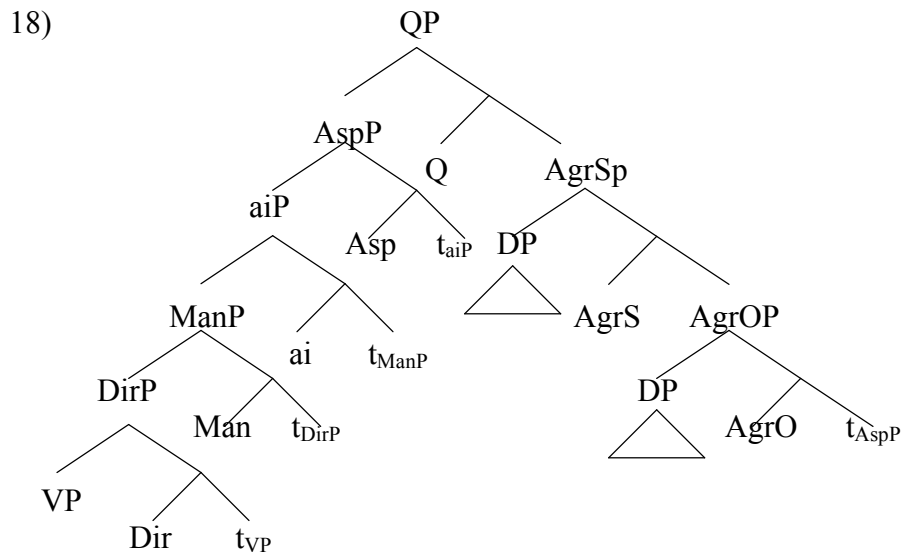 18) QP
AspP Q AgrSp
aiP Asp t_aiP DP
ManP ai t_ManP AgrS AgrOP
DirP Man t_DirP DP AgrO t_AspP
VP Dir t_VP